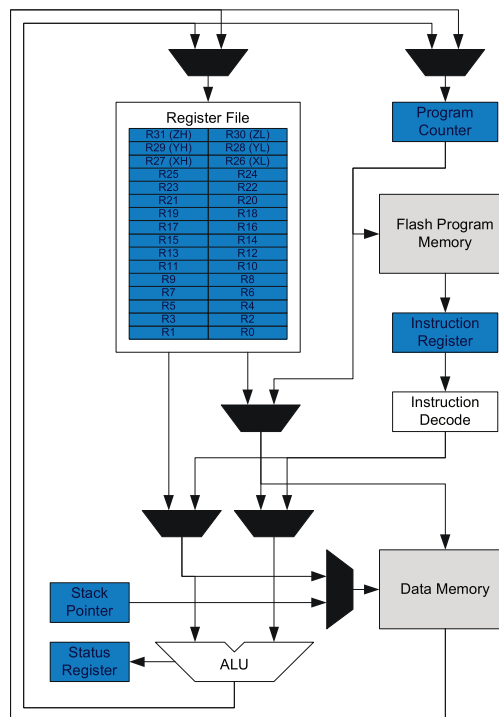 Register File
R31 (ZH) R30 (ZL)
R29 (YH) R28 (YL)
R27 (XH) R26 (XL)
R25 R24
R23 R22
R21 R20
R19 R18
R17 R16
R15 R14
R13 R12
R11 R10
R9 R8
R7 R6
R5 R4
R3 R2
R1 R0
Program
Counter
Flash Program
Memory
Instruction
Register
Instruction
Decode
Data Memory
Stack
Pointer
Status
Register
ALU